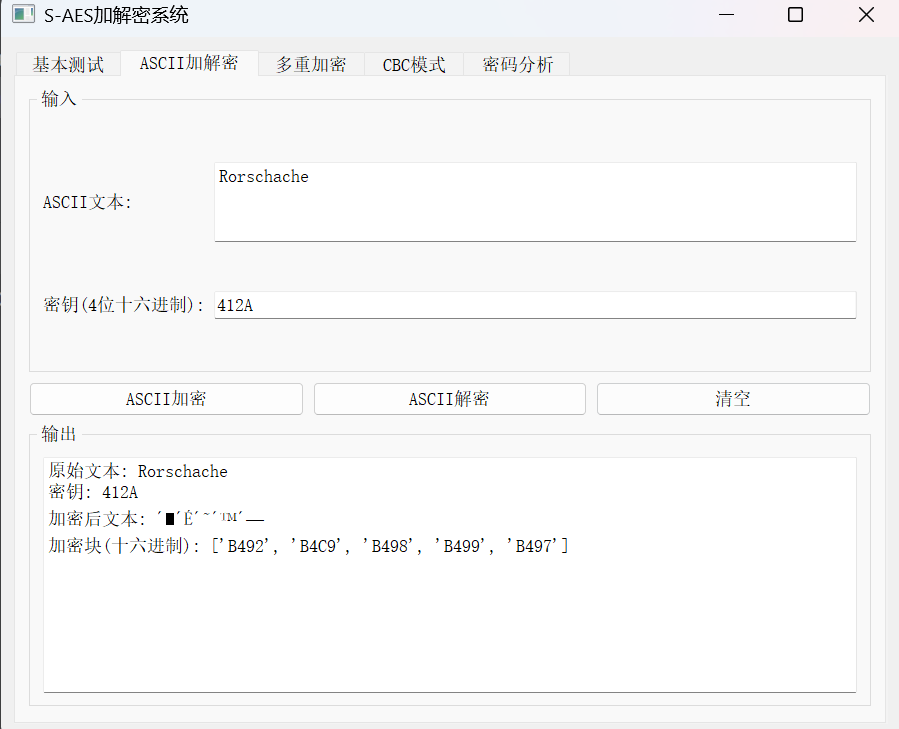 S-AES加解密系统
基本测试 ASCII加解密 多重加密 CBC模式 密码分析
输入
ASCII文本: Rorschache
密钥(4位十六进制): 412A
ASCII加密 ASCII解密 清空
输出
原始文本: Rorschache
密钥: 412A
加密后文本: ´■´É´˜´™´—
加密块(十六进制): ['B492', 'B4C9', 'B498', 'B499', 'B497']